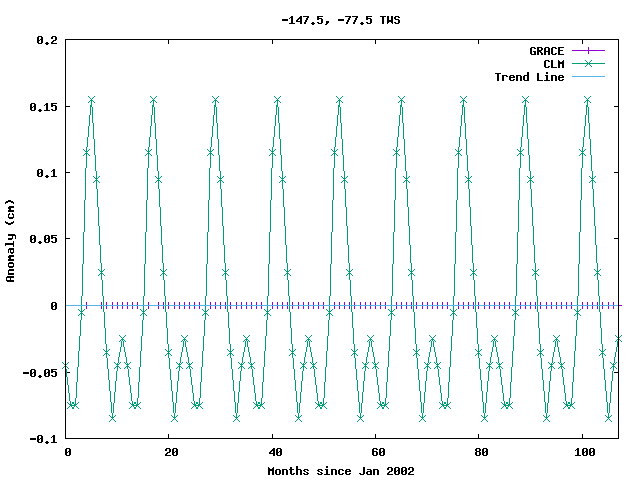 -147.5, -77.5 TWS
GRACE
CLM
Trend Line
0.2
0.15
0.1
0.05
0
-0.05
-0.1
Anomaly (cm)
0 20 40 60 80 100
Months since Jan 2002